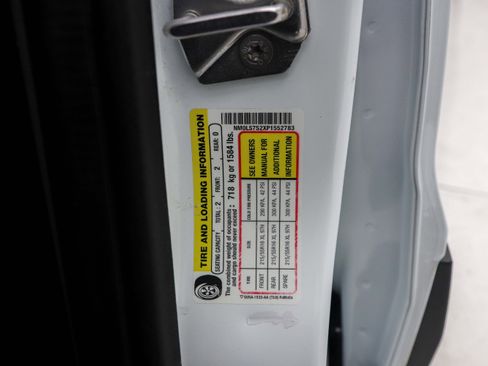 NM0LS7S2XP1552783
TIRE AND LOADING INFORMATION
SEATING CAPACITY TOTAL: 2 FRONT: 2 REAR: 0
The combined weight of occupants and cargo should never exceed: 718 kg or 1584 lbs.
TIRE SIZE COLD TIRE PRESSURE
FRONT 215/55R16 XL 97H 290 KPA, 42 PSI
REAR 215/55R16 XL 97H 300 KPA, 44 PSI
SPARE 215/55R16 XL 97H 300 KPA, 44 PSI
SEE OWNERS
MANUAL FOR
ADDITIONAL
INFORMATION